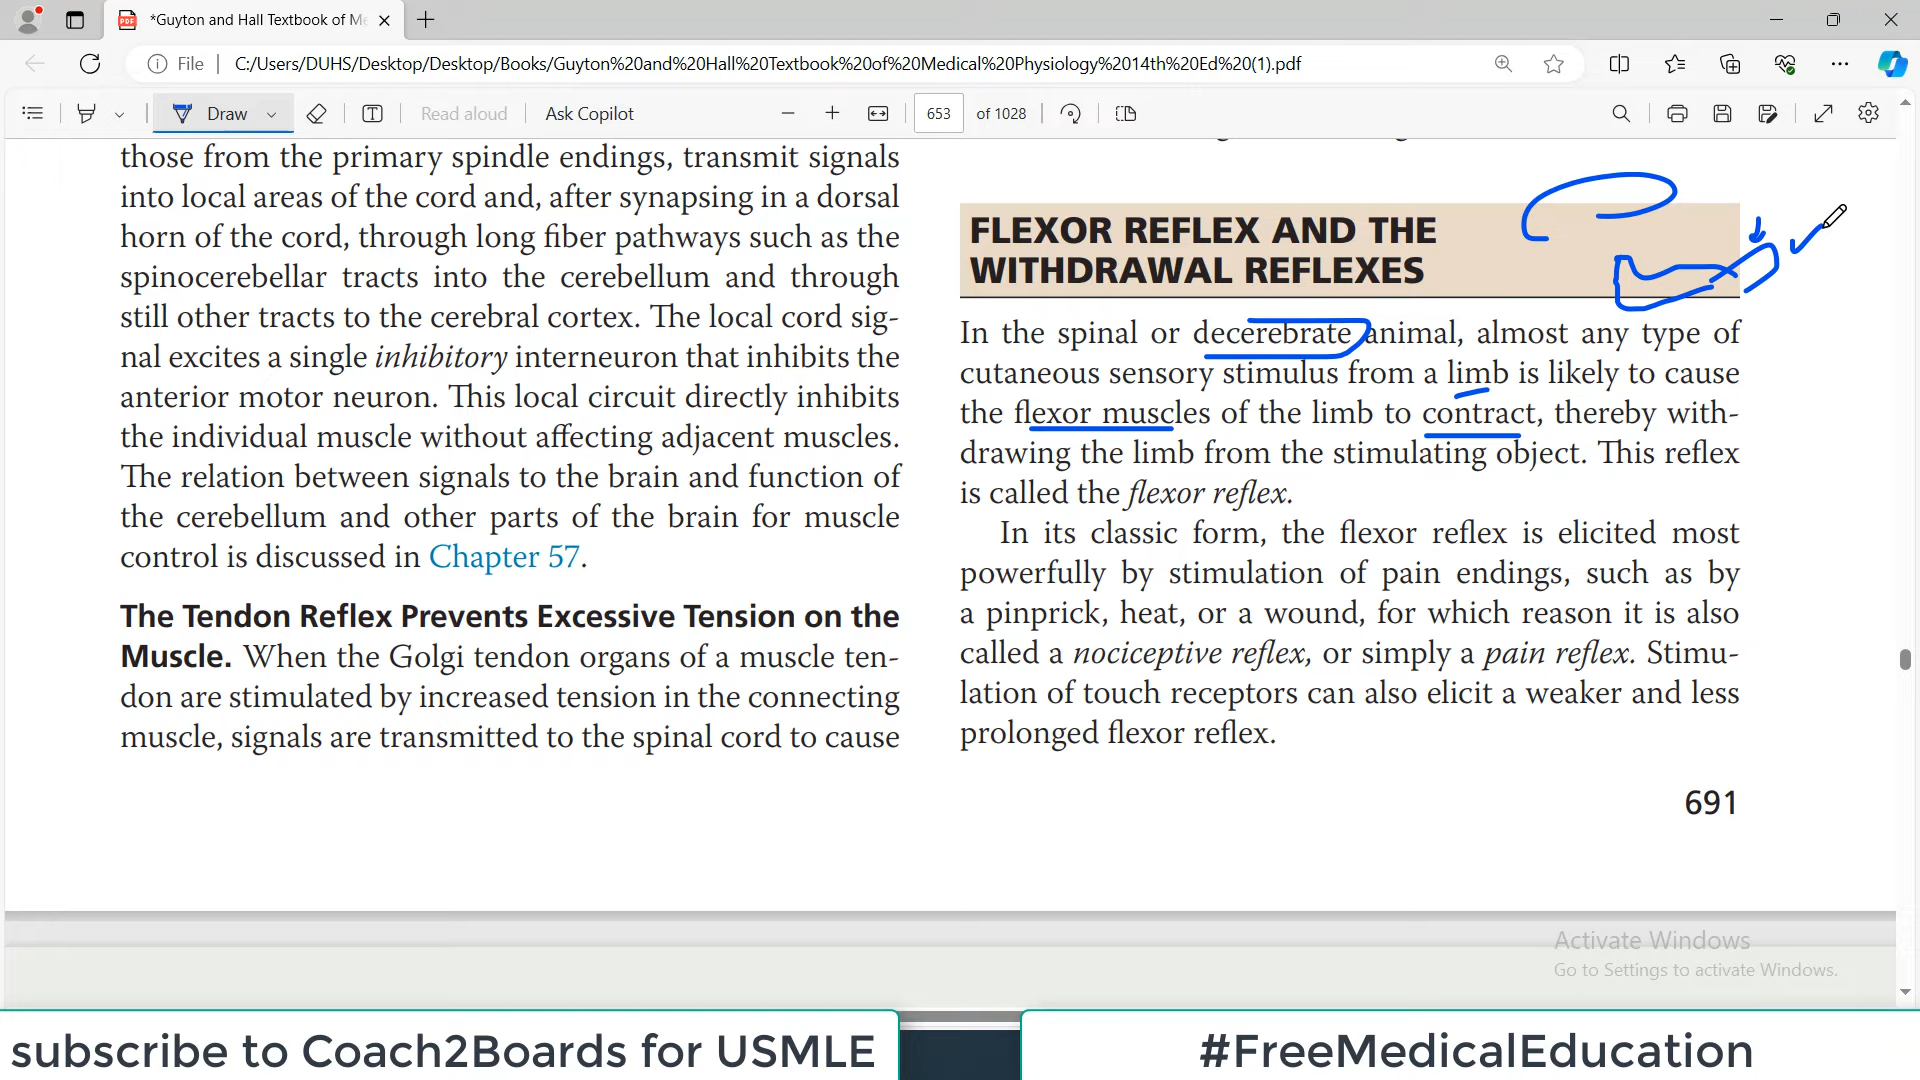 *Guyton and Hall Textbook of Me
File
C:/Users/DUHS/Desktop/Desktop/Books/Guyton%20and%20Hall%20Textbook%20of%20Medical%20Physiology%2014th%20Ed%20(1).pdf
Draw
Read aloud
Ask Copilot
653
of 1028
those from the primary spindle endings, transmit signals
into local areas of the cord and, after synapsing in a dorsal
horn of the cord, through long fiber pathways such as the
spinocerebellar tracts into the cerebellum and through
still other tracts to the cerebral cortex. The local cord sig-
nal excites a single inhibitory interneuron that inhibits the
anterior motor neuron. This local circuit directly inhibits
the individual muscle without affecting adjacent muscles.
The relation between signals to the brain and function of
the cerebellum and other parts of the brain for muscle
control is discussed in Chapter 57.
The Tendon Reflex Prevents Excessive Tension on the
Muscle. When the Golgi tendon organs of a muscle ten-
don are stimulated by increased tension in the connecting
muscle, signals are transmitted to the spinal cord to cause
FLEXOR REFLEX AND THE
WITHDRAWAL REFLEXES
In the spinal or decerebrate animal, almost any type of
cutaneous sensory stimulus from a limb is likely to cause
the flexor muscles of the limb to contract, thereby with-
drawing the limb from the stimulating object. This reflex
is called the flexor reflex.
In its classic form, the flexor reflex is elicited most
powerfully by stimulation of pain endings, such as by
a pinprick, heat, or a wound, for which reason it is also
called a nociceptive reflex, or simply a pain reflex. Stimu-
lation of touch receptors can also elicit a weaker and less
prolonged flexor reflex.
691
Activate Windows
Go to Settings to activate Windows.
subscribe to Coach2Boards for USMLE
#FreeMedicalEducation